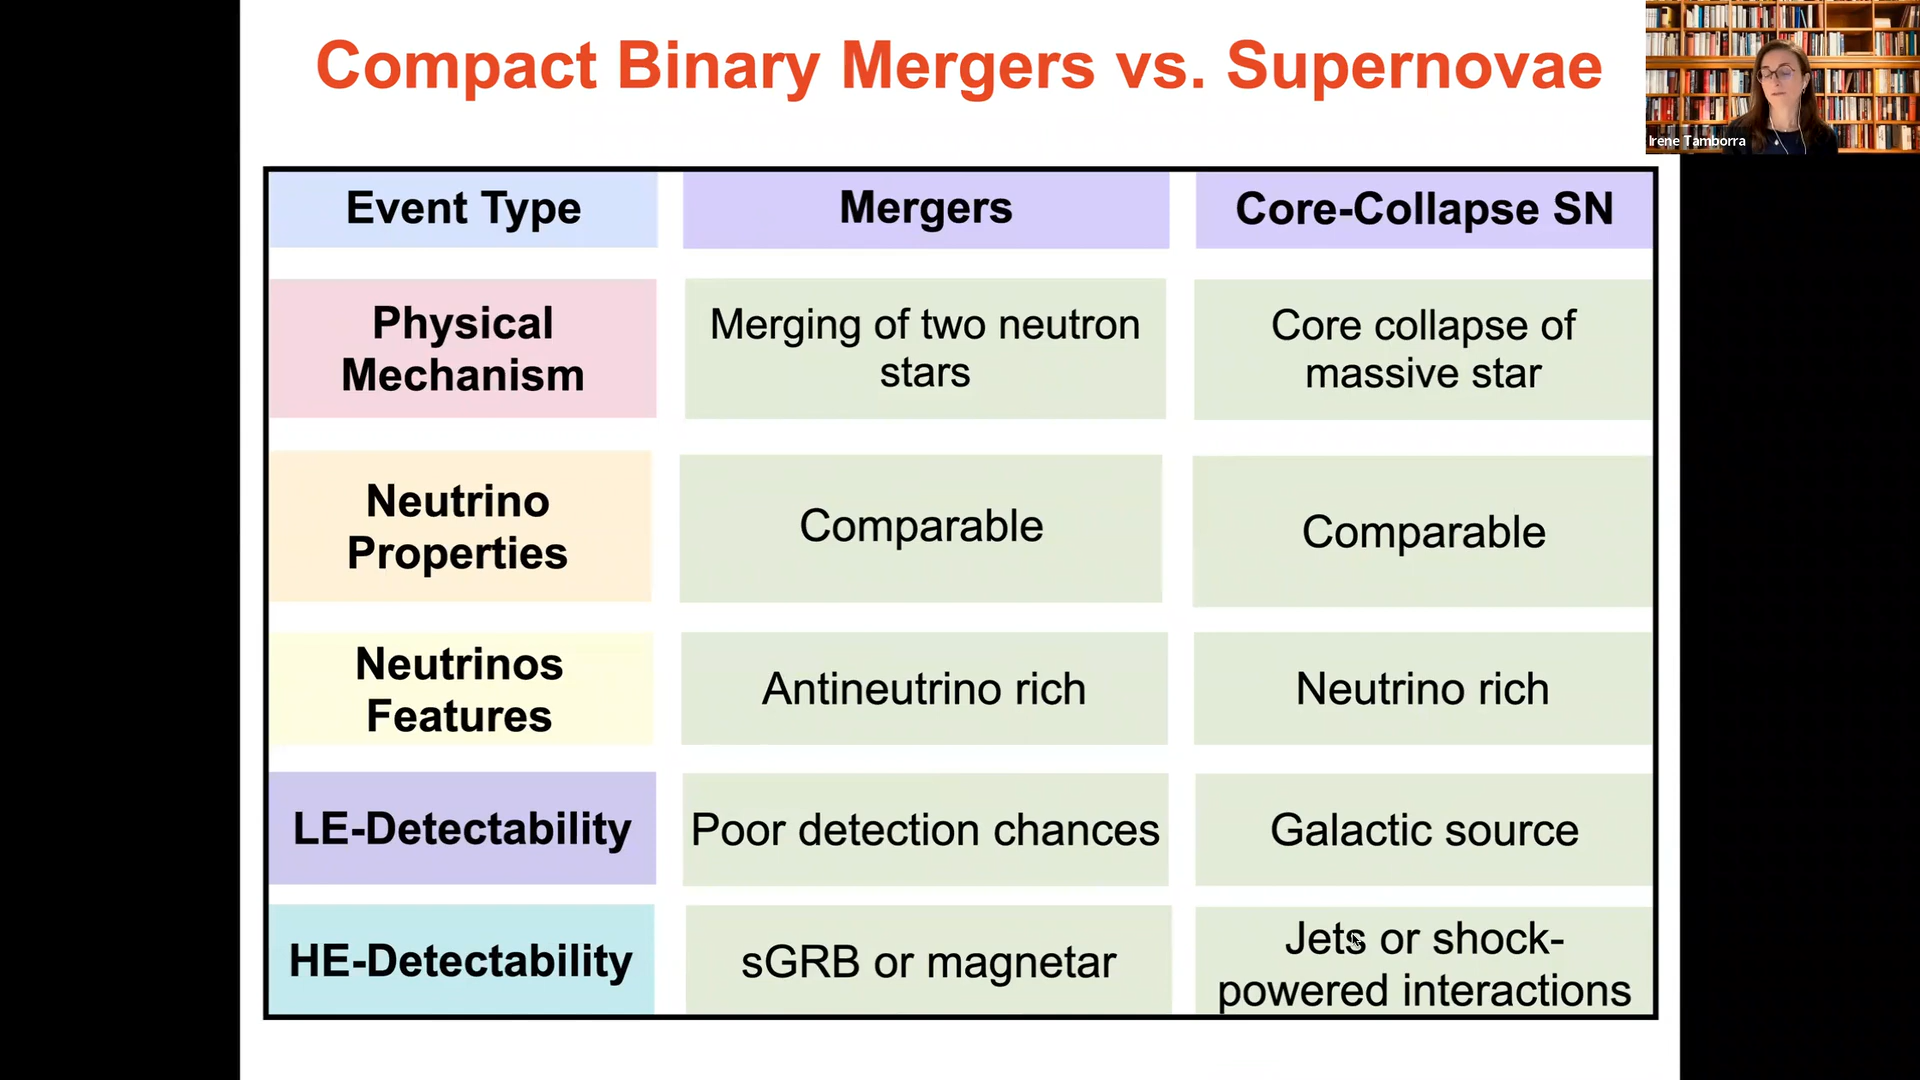 Compact Binary Mergers vs. Supernovae
Irene Tamborra
Event Type
Mergers
Core-Collapse SN
Physical
Mechanism
Merging of two neutron
stars
Core collapse of
massive star
Neutrino
Properties
Comparable
Comparable
Neutrinos
Features
Antineutrino rich
Neutrino rich
LE-Detectability
Poor detection chances
Galactic source
HE-Detectability
sGRB or magnetar
Jets or shock-
powered interactions